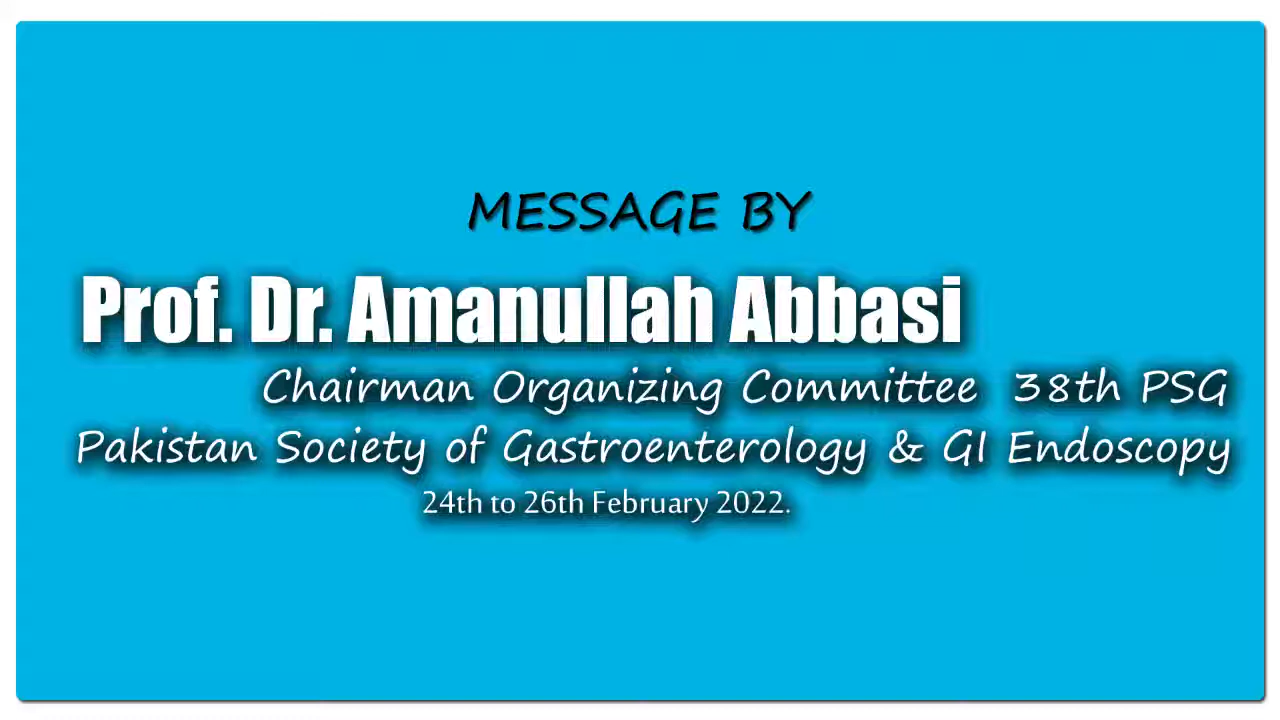 MESSAGE BY
Prof. Dr. Amanullah Abbasi
Chairman Organizing Committee 38th PSG
Pakistan Society of Gastroenterology & GI Endoscopy
24th to 26th February 2022.